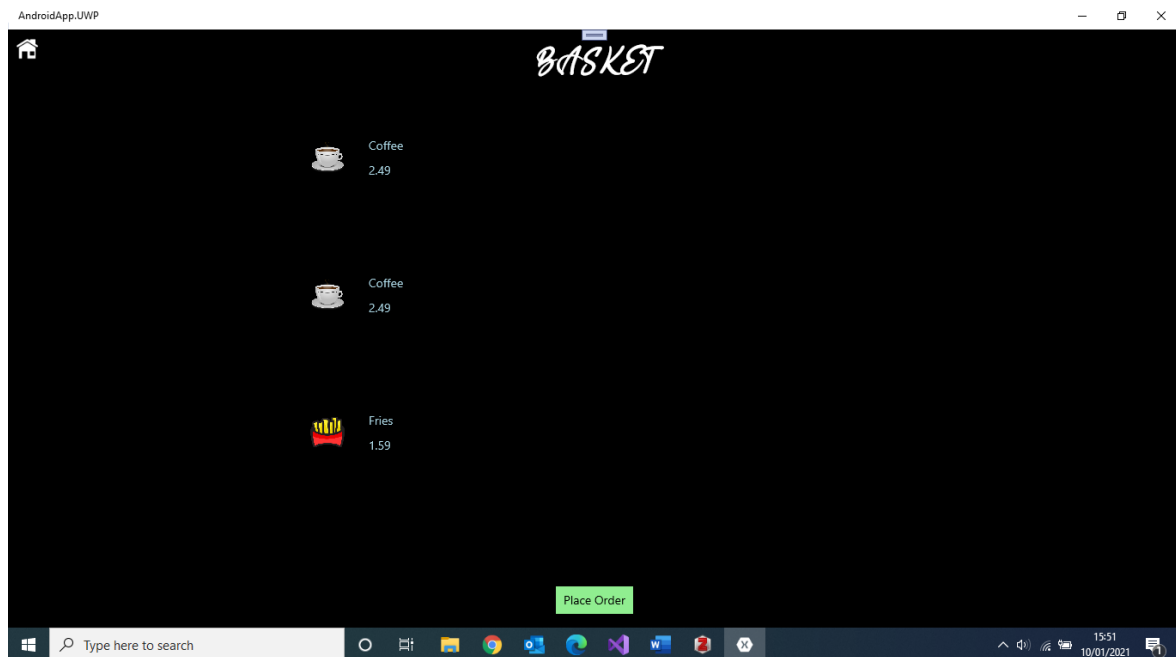 AndroidApp.UWP
BASKET
Coffee
2.49
Coffee
2.49
Fries
1.59
Place Order
Type here to search
15:51
10/01/2021
1